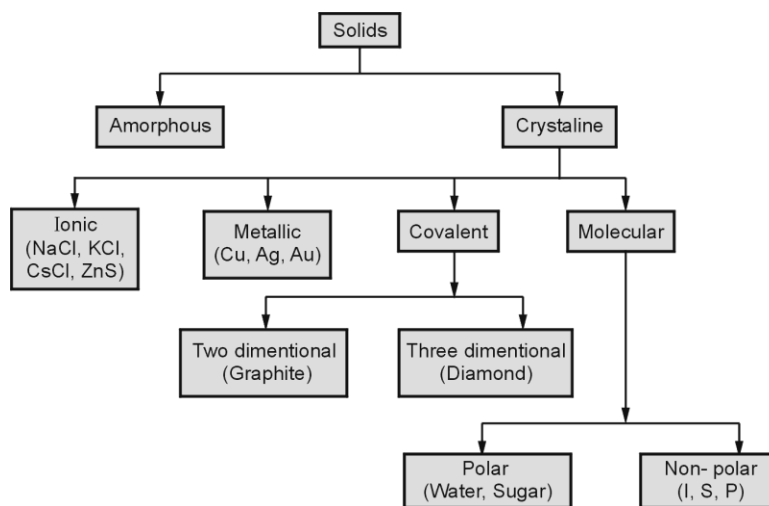 Solids
Amorphous
Crystaline
Ionic
(NaCl, KCl,
CsCl, ZnS)
Metallic
(Cu, Ag, Au)
Covalent
Molecular
Two dimentional
(Graphite)
Three dimentional
(Diamond)
Polar
(Water, Sugar)
Non- polar
(I, S, P)